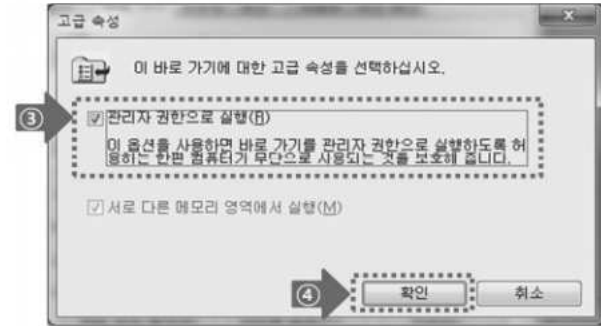 고급 속성
이 바로 가기에 대한 고급 속성을 선택하십시오.
③
관리자 권한으로 실행(R)
이 옵션을 사용하면 바로 가기를 관리자 권한으로 실행하도록 허
용하는 한편 컴퓨터가 무단으로 사용되는 것을 보호해 줍니다.
서로 다른 메모리 영역에서 실행(M)
④ 확인 취소